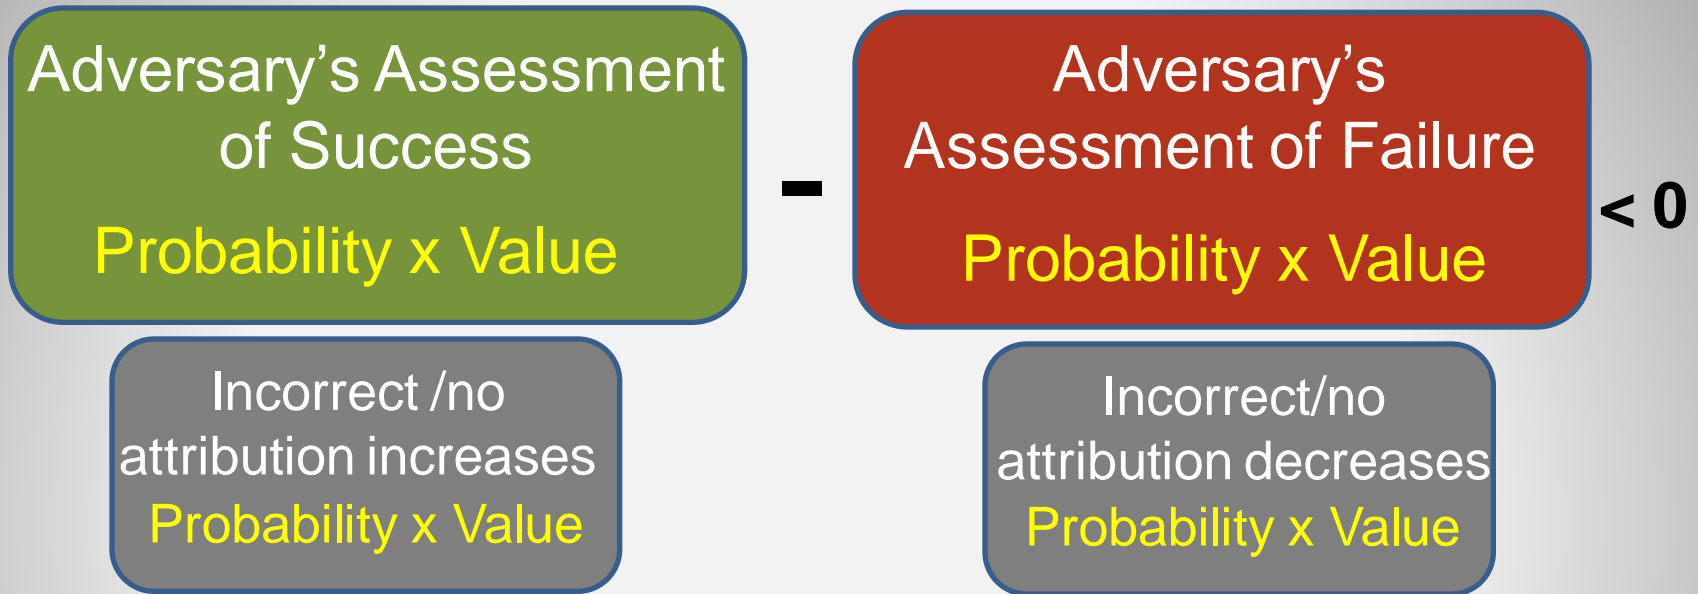 Adversary's Assessment
of Success
Probability x Value
-
Adversary's
Assessment of Failure
Probability x Value
< 0
Incorrect /no
attribution increases
Probability x Value
Incorrect/no
attribution decreases
Probability x Value